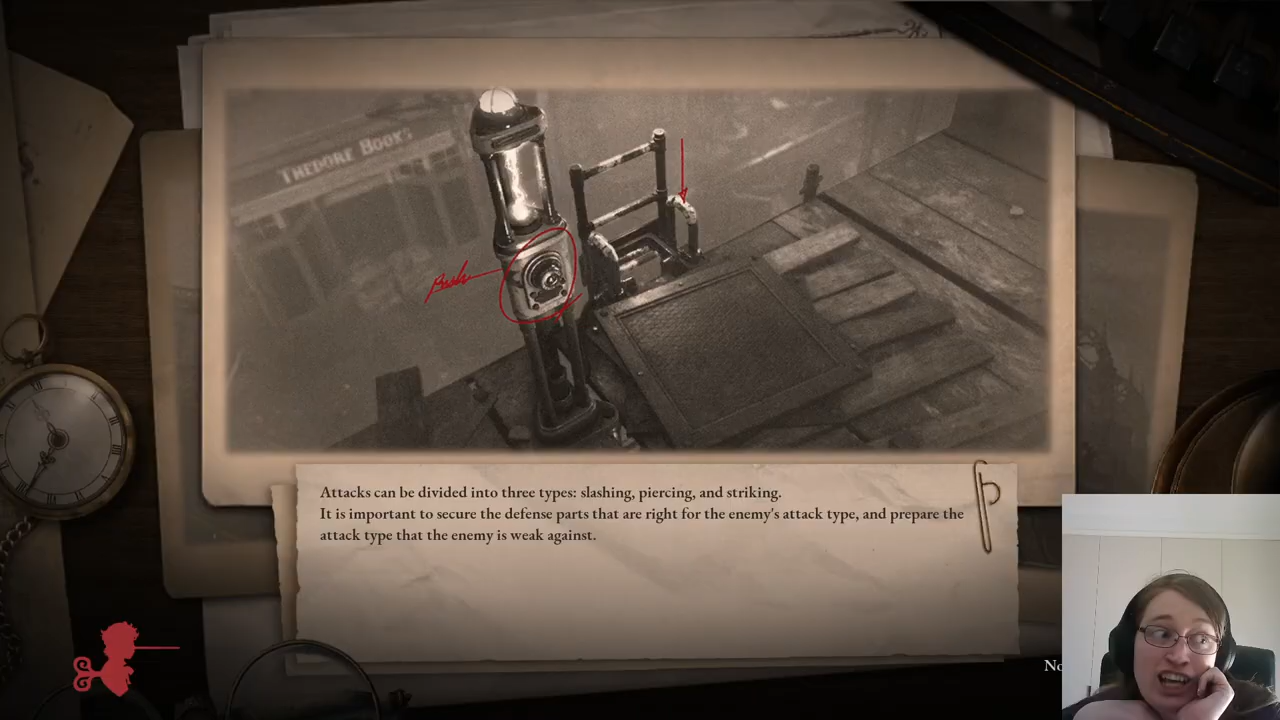 THEDORE BOOK'S
Attacks can be divided into three types: slashing, piercing, and striking.
It is important to secure the defense parts that are right for the enemy's attack type, and prepare the
attack type that the enemy is weak against.